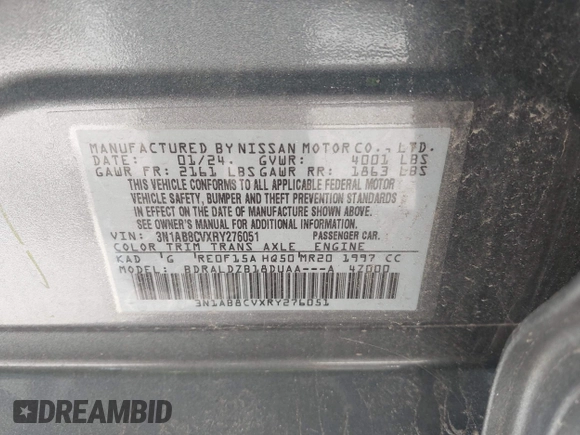 MANUFACTURED BY NISSAN MOTOR CO., LTD.
DATE: 01/24. GVWR: 4001 LBS
GAWR FR: 2161 LBS GAWR RR: 1863 LBS
THIS VEHICLE CONFORMS TO ALL APPLICABLE FEDERAL MOTOR
VEHICLE SAFETY, BUMPER AND THEFT PREVENTION STANDARDS
IN EFFECT ON THE DATE OF MANUFACTURE SHOWN ABOVE.
SEE OWNER'S MANUAL FOR ADDITIONAL INFORMATION.
VIN: 3N1AB8CVXRY276051 PASSENGER CAR.
COLOR TRIM TRANS AXLE ENGINE
KAD G RE0F15A HQ50 MR20 1997 CC
MODEL: BDRALDZB18DUAA---A 4Z000
3N1AB8CVXRY276051
DREAMBID